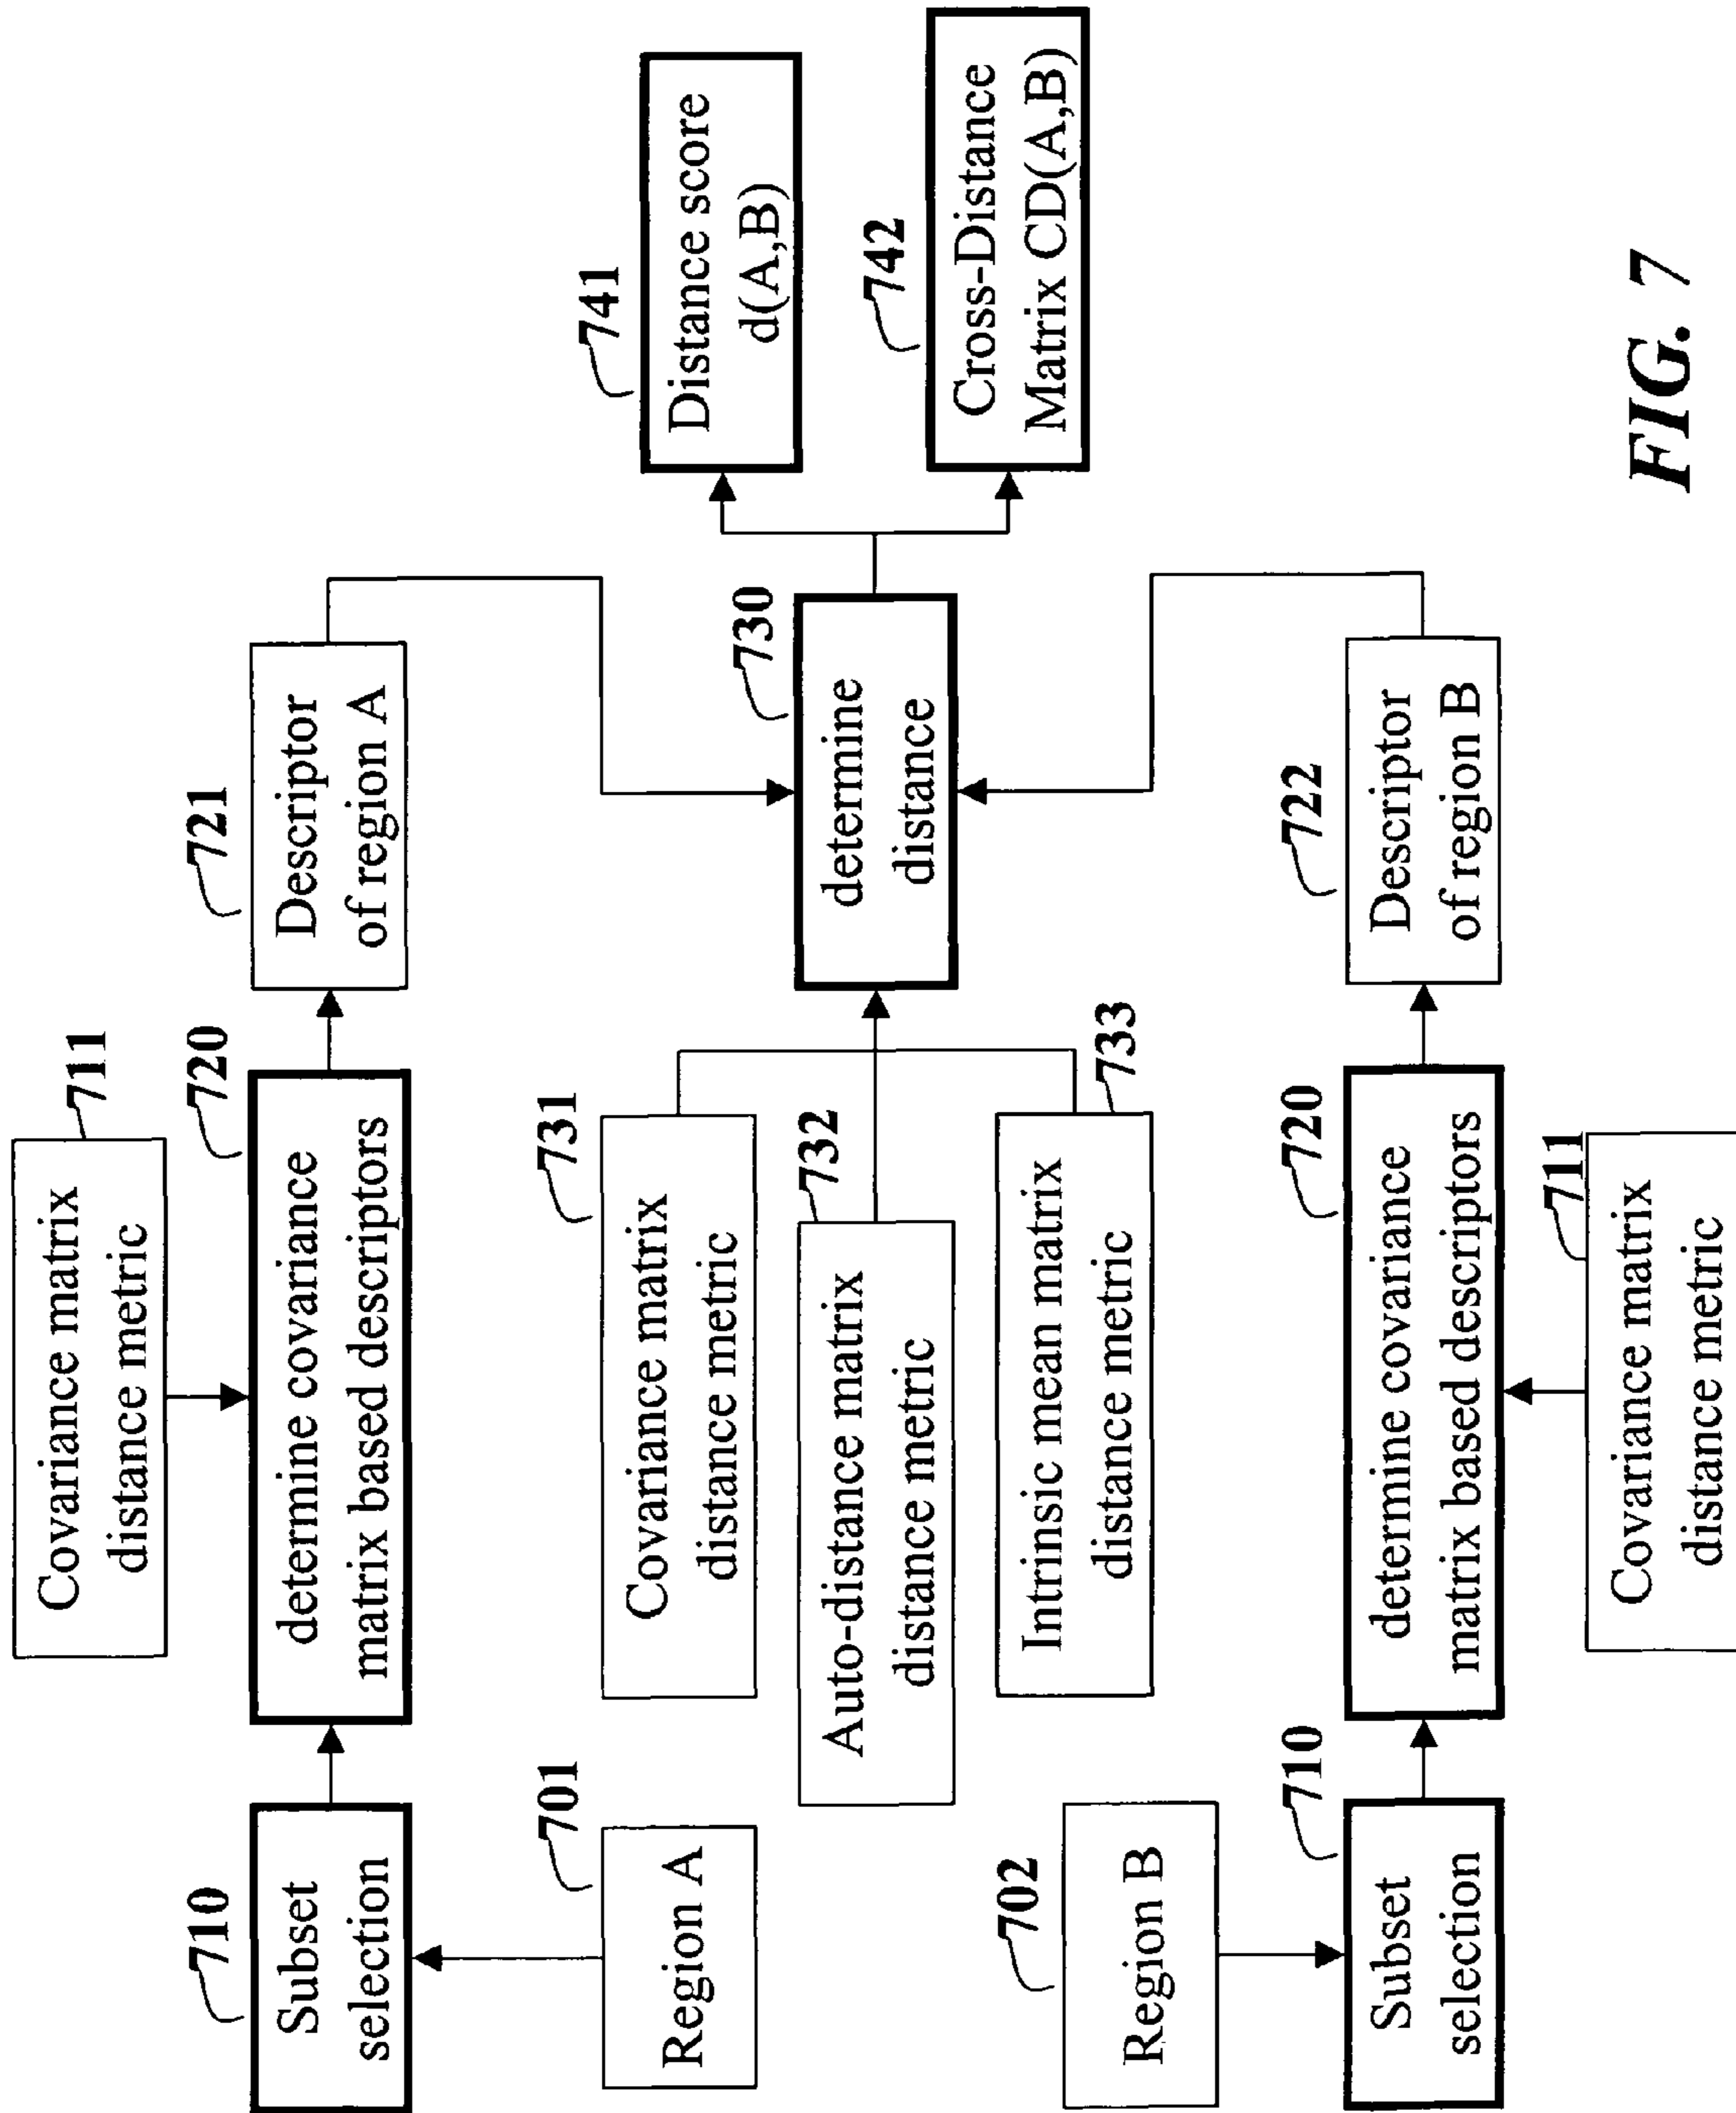 711
Covariance matrix
distance metric
710
Subset
selection
720
determine covariance
matrix based descriptors
721
Descriptor
of region A
701
Region A
731
Covariance matrix
distance metric
732
Auto-distance matrix
distance metric
733
Intrinsic mean matrix
distance metric
730
determine
distance
741
Distance score
d(A,B)
742
Cross-Distance
Matrix CD(A,B)
702
Region B
710
Subset
selection
720
determine covariance
matrix based descriptors
722
Descriptor
of region B
711
Covariance matrix
distance metric
FIG. 7